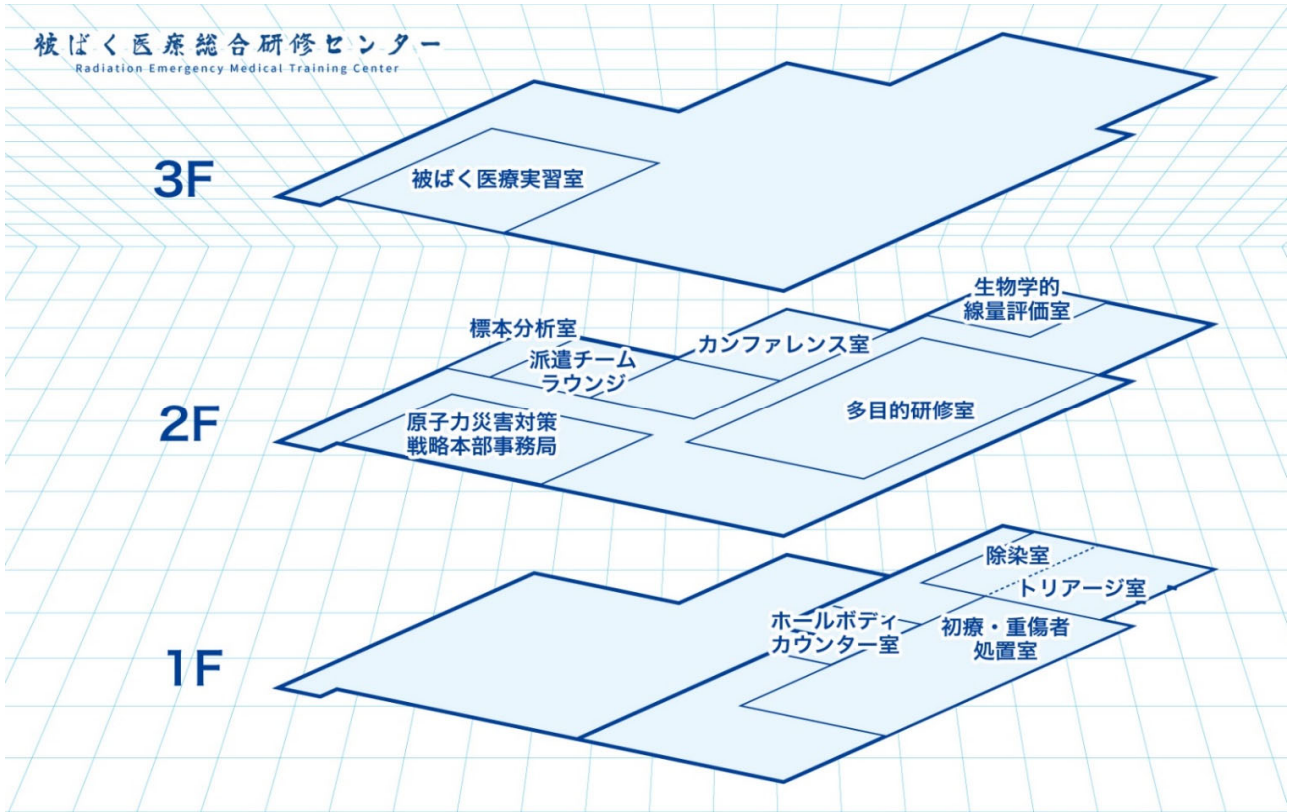 被ばく医療総合研修センター
Radiation Emergency Medical Training Center
3F
被ばく医療実習室
2F
標本分析室
派遣チーム
ラウンジ
カンファレンス室
生物学的
線量評価室
原子力災害対策
戦略本部事務局
多目的研修室
1F
除染室
トリアージ室
ホールボディ
カウンター室
初療・重傷者
処置室